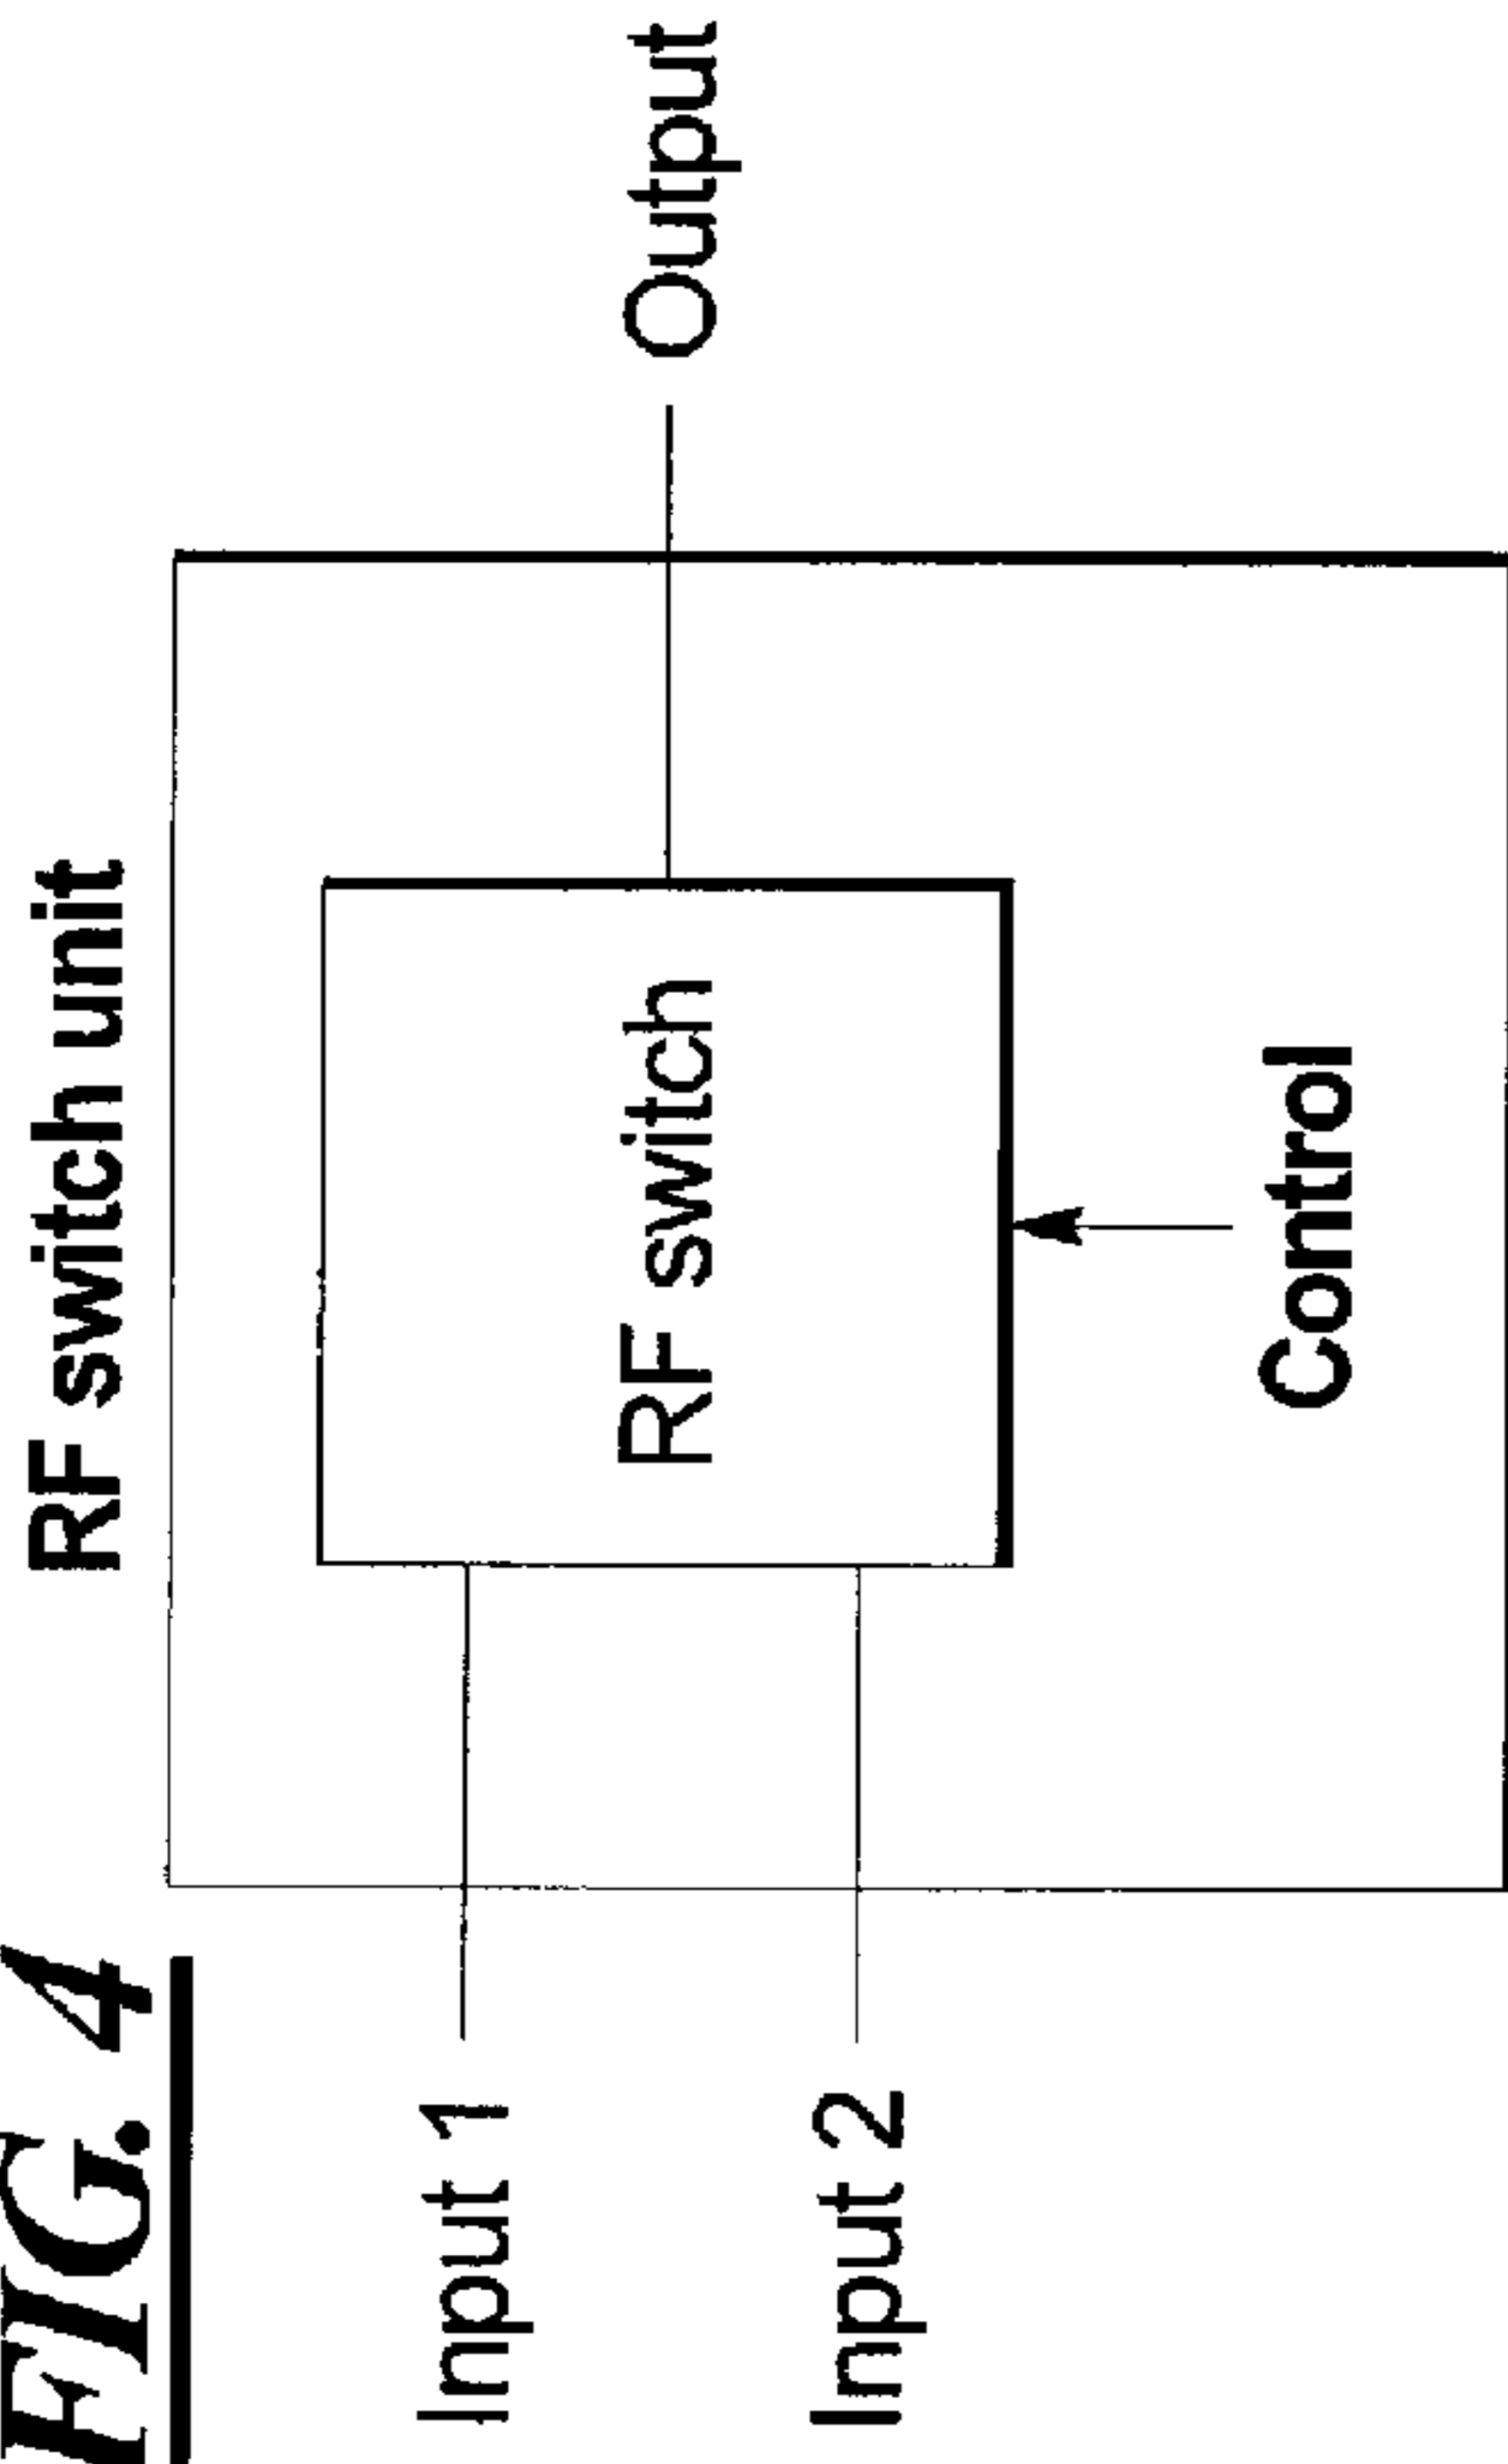 FIG. 4
RF switch unit
Input 1
Input 2
RF switch
Output
Control